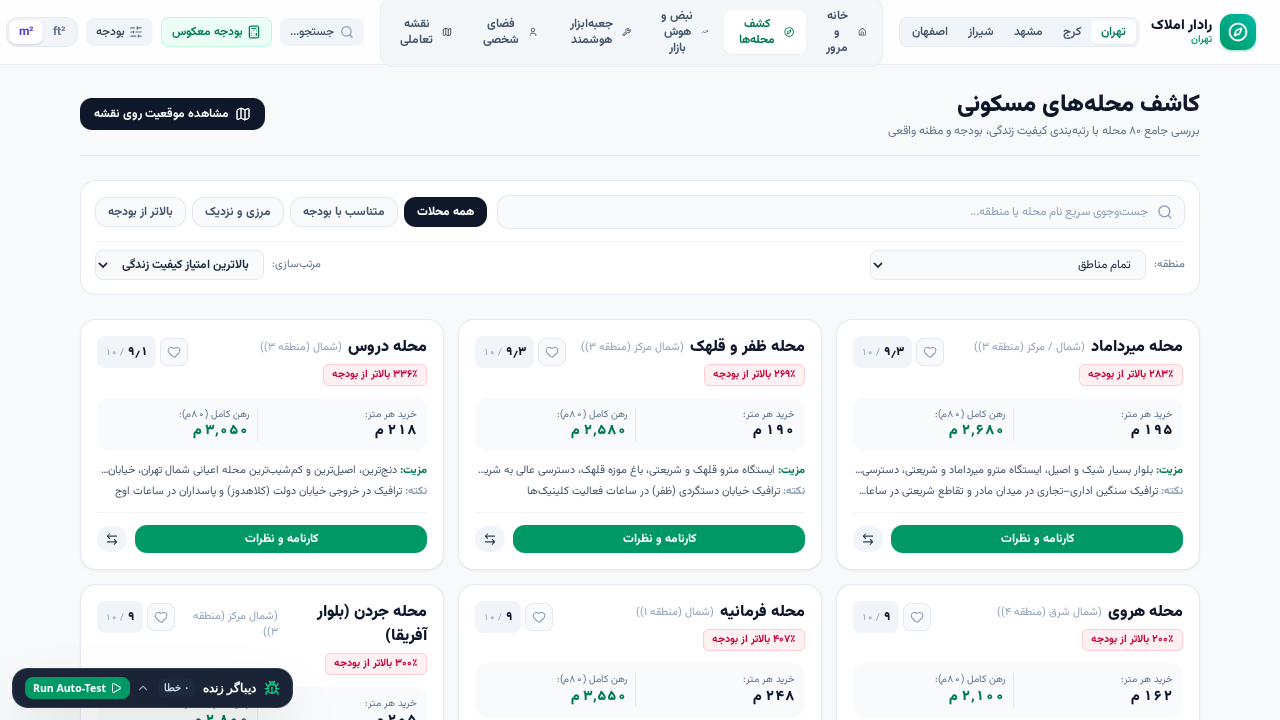 رادار املاک
تهران
تهران
کرج
مشهد
شیراز
اصفهان
خانه و مرور
کشف محله‌ها
نبض و هوش بازار
جعبه‌ابزار هوشمند
فضای شخصی
نقشه تعاملی
جستجو...
بودجه معکوس
بودجه
ft²
m²
کاشف محله‌های مسکونی
بررسی جامع ۸۰ محله با رتبه‌بندی کیفیت زندگی، بودجه و مظنه واقعی
مشاهده موقعیت روی نقشه
جست‌وجوی سریع نام محله یا منطقه...
همه محلات
متناسب با بودجه
مرزی و نزدیک
بالاتر از بودجه
منطقه:
تمام مناطق
مرتب‌سازی:
بالاترین امتیاز کیفیت زندگی
محله میرداماد (شمال / مرکز (منطقه ۳))
۹٫۳ / ۱۰
۲۸۳٪ بالاتر از بودجه
خرید هر متر:
۱۹۵ م
رهن کامل (۸۰م):
۲,۶۸۰ م
مزیت: بلوار بسیار شیک و اصیل، ایستگاه مترو میرداماد و شریعتی، دسترسی...
نکته: ترافیک سنگین اداری–تجاری در میدان مادر و تقاطع شریعتی در ساعا...
کارنامه و نظرات
محله ظفر و قلهک (شمال مرکز (منطقه ۳))
۹٫۳ / ۱۰
۲۶۹٪ بالاتر از بودجه
خرید هر متر:
۱۹۰ م
رهن کامل (۸۰م):
۲,۵۸۰ م
مزیت: ایستگاه مترو قلهک و شریعتی، باغ موزه قلهک، دسترسی عالی به شری...
نکته: ترافیک خیابان دستگردی (ظفر) در ساعات فعالیت کلینیک‌ها
کارنامه و نظرات
محله دروس (شمال (منطقه ۳))
۹٫۱ / ۱۰
۳۳۶٪ بالاتر از بودجه
خرید هر متر:
۲۱۸ م
رهن کامل (۸۰م):
۳,۰۵۰ م
مزیت: دنج‌ترین، اصیل‌ترین و کم‌شیب‌ترین محله اعیانی شمال تهران، خیابان...
نکته: ترافیک در خروجی خیابان دولت (کلاهدوز) و پاسداران در ساعات اوج
کارنامه و نظرات
محله هروی (شمال شرق (منطقه ۴))
۹ / ۱۰
۲۰۰٪ بالاتر از بودجه
خرید هر متر:
۱۶۲ م
رهن کامل (۸۰م):
۲,۱۰۰ م
محله فرمانیه (شمال (منطقه ۱))
۹ / ۱۰
۴۰۷٪ بالاتر از بودجه
خرید هر متر:
۲۴۸ م
رهن کامل (۸۰م):
۳,۵۵۰ م
محله جردن (بلوار آفریقا)
(شمال مرکز (منطقه ۳))
۹ / ۱۰
۳۰۰٪ بالاتر از بودجه
خرید هر متر:
دیباگر زنده
۰ خطا
Run Auto-Test